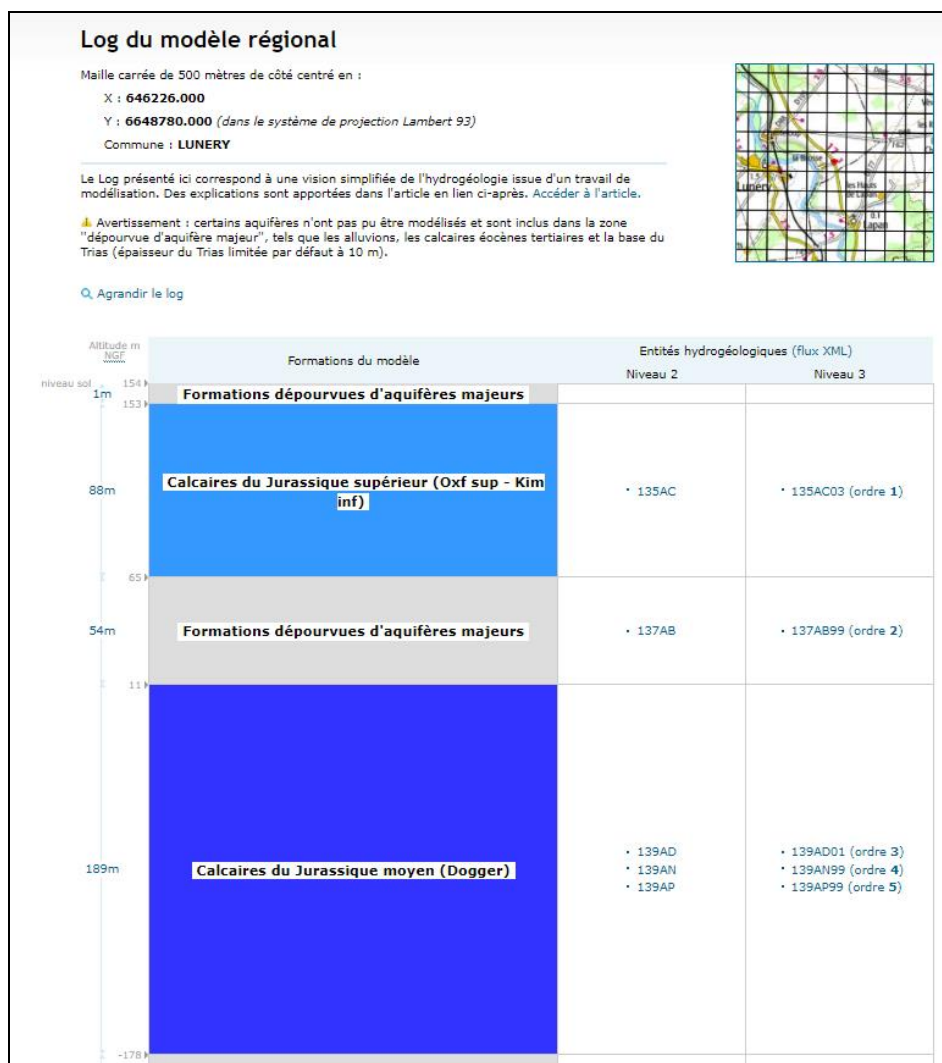 Log du modèle régional
Maille carrée de 500 mètres de côté centré en :
X : 646226.000
Y : 6648780.000 (dans le système de projection Lambert 93)
Commune : LUNERY
Le Log présenté ici correspond à une vision simplifiée de l'hydrogéologie issue d'un travail de
modélisation. Des explications sont apportées dans l'article en lien ci-après. Accéder à l'article.
Avertissement : certains aquifères n'ont pas pu être modélisés et sont inclus dans la zone
"dépourvue d'aquifère majeur", tels que les alluvions, les calcaires éocènes tertiaires et la base du
Trias (épaisseur du Trias limitée par défaut à 10 m).
Lunery
Lapan
Agrandir le log
Altitude m
NGF
Formations du modèle
Entités hydrogéologiques (flux XML)
Niveau 2
Niveau 3
niveau sol
154
1m
Formations dépourvues d'aquifères majeurs
153
88m
Calcaires du Jurassique supérieur (Oxf sup - Kim
inf)
• 135AC
• 135AC03 (ordre 1)
65
54m
Formations dépourvues d'aquifères majeurs
• 137AB
• 137AB99 (ordre 2)
11
189m
Calcaires du Jurassique moyen (Dogger)
• 139AD
• 139AN
• 139AP
• 139AD01 (ordre 3)
• 139AN99 (ordre 4)
• 139AP99 (ordre 5)
-178